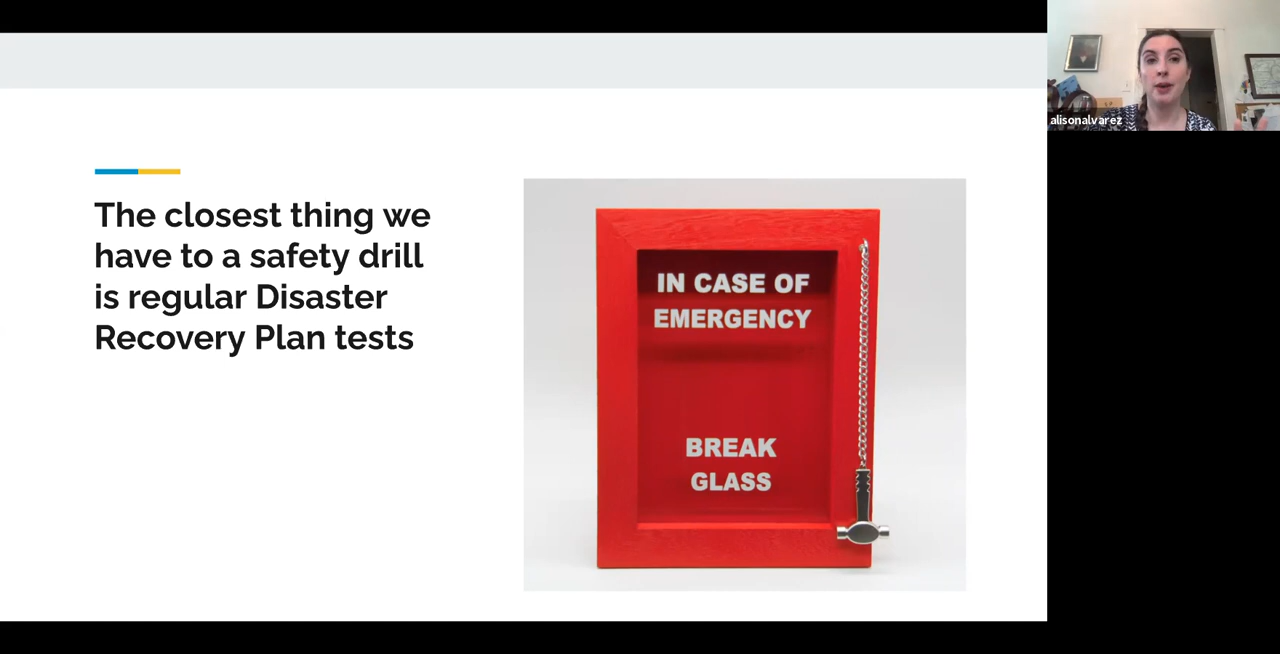 The closest thing we
have to a safety drill
is regular Disaster
Recovery Plan tests
IN CASE OF
EMERGENCY
BREAK
GLASS
alisonalvarez